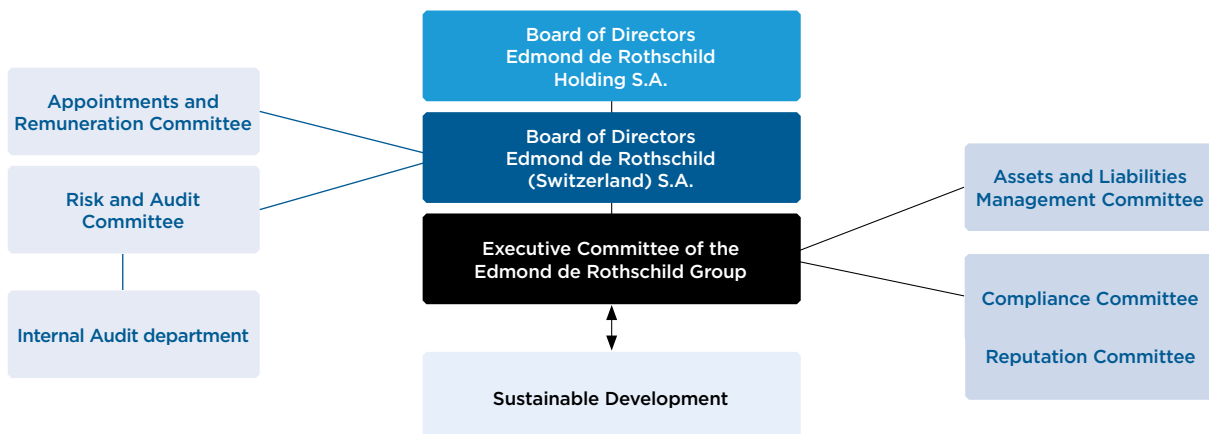 Board of Directors
Edmond de Rothschild
Holding S.A.
Appointments and
Remuneration Committee
Board of Directors
Edmond de Rothschild
(Switzerland) S.A.
Risk and Audit
Committee
Assets and Liabilities
Management Committee
Executive Committee of the
Edmond de Rothschild Group
Internal Audit department
Compliance Committee
Reputation Committee
Sustainable Development